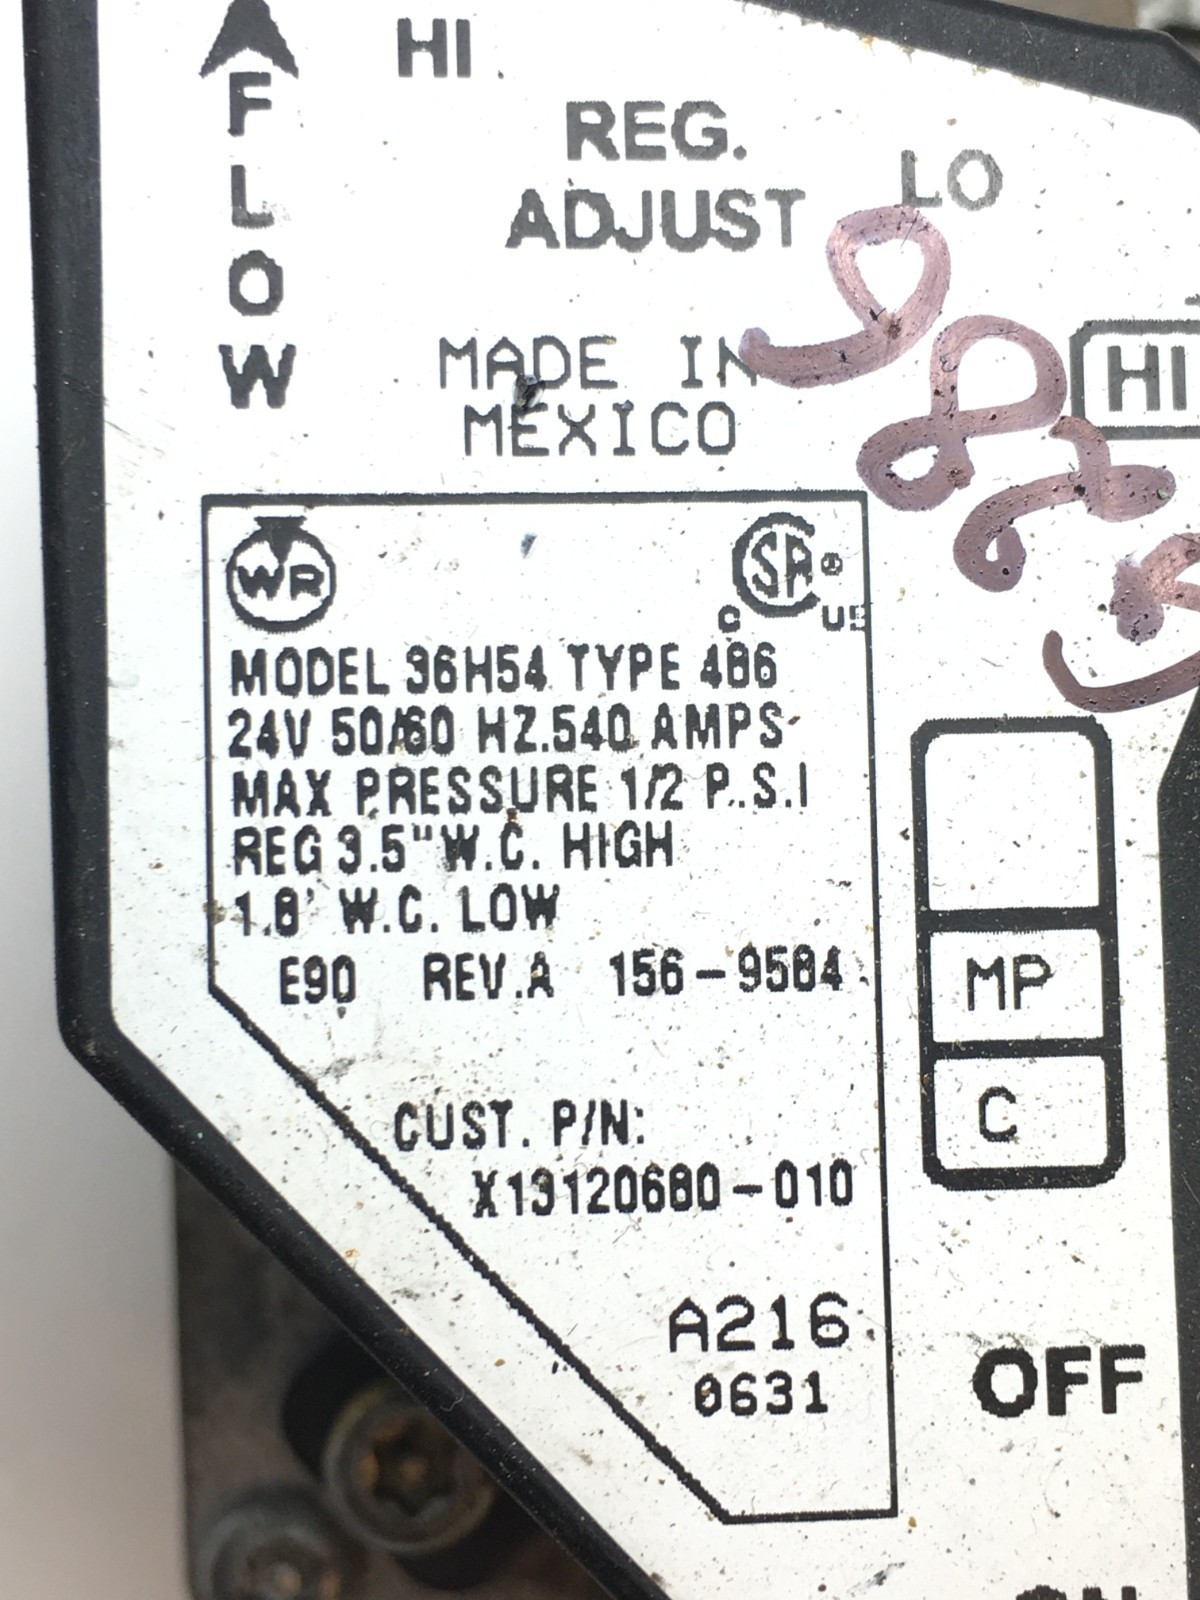 FLOW
HI
REG.
ADJUST
LO
MADE IN
MEXICO
HI
WR
CSA
C US
MODEL 36H54 TYPE 486
24V 50/60 HZ.540 AMPS
MAX PRESSURE 1/2 P.S.I
REG 3.5" W.C. HIGH
1.8' W.C. LOW
E90 REV.A 156-9584
MP
C
CUST. P/N:
X13120680-010
A216
0631
OFF